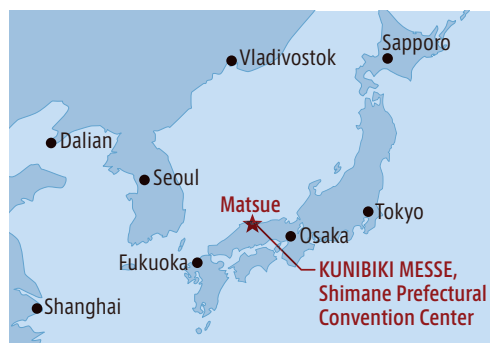 Sapporo
Vladivostok
Dalian
Seoul
Matsue
Tokyo
Osaka
Fukuoka
KUNIBIKI MESSE,
Shimane Prefectural
Convention Center
Shanghai